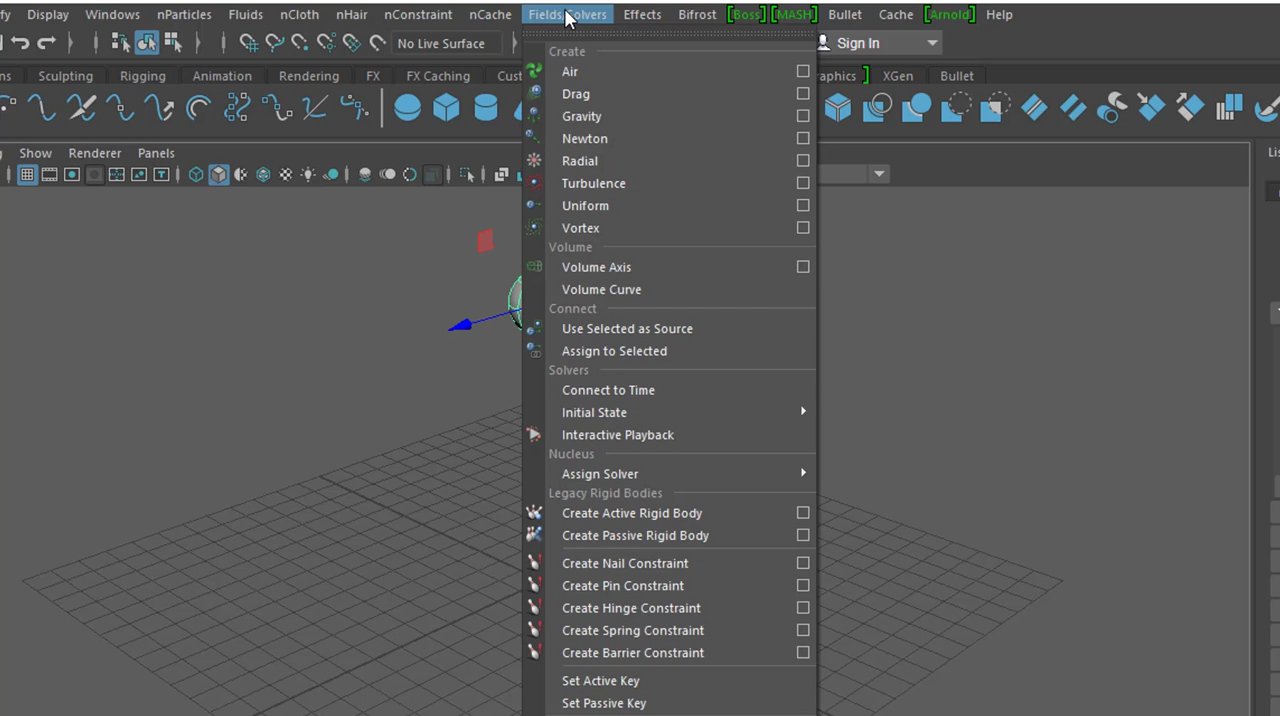 Display Windows nParticles Fluids nCloth nHair nConstraint nCache Fields/Solvers Effects Bifrost [Boss] [MASH] Bullet Cache [Arnold] Help
No Live Surface
Sign In
Sculpting Rigging Animation Rendering FX FX Caching XGen Bullet
Show Renderer Panels
Create
Air
Drag
Gravity
Newton
Radial
Turbulence
Uniform
Vortex
Volume
Volume Axis
Volume Curve
Connect
Use Selected as Source
Assign to Selected
Solvers
Connect to Time
Initial State
Interactive Playback
Nucleus
Assign Solver
Legacy Rigid Bodies
Create Active Rigid Body
Create Passive Rigid Body
Create Nail Constraint
Create Pin Constraint
Create Hinge Constraint
Create Spring Constraint
Create Barrier Constraint
Set Active Key
Set Passive Key